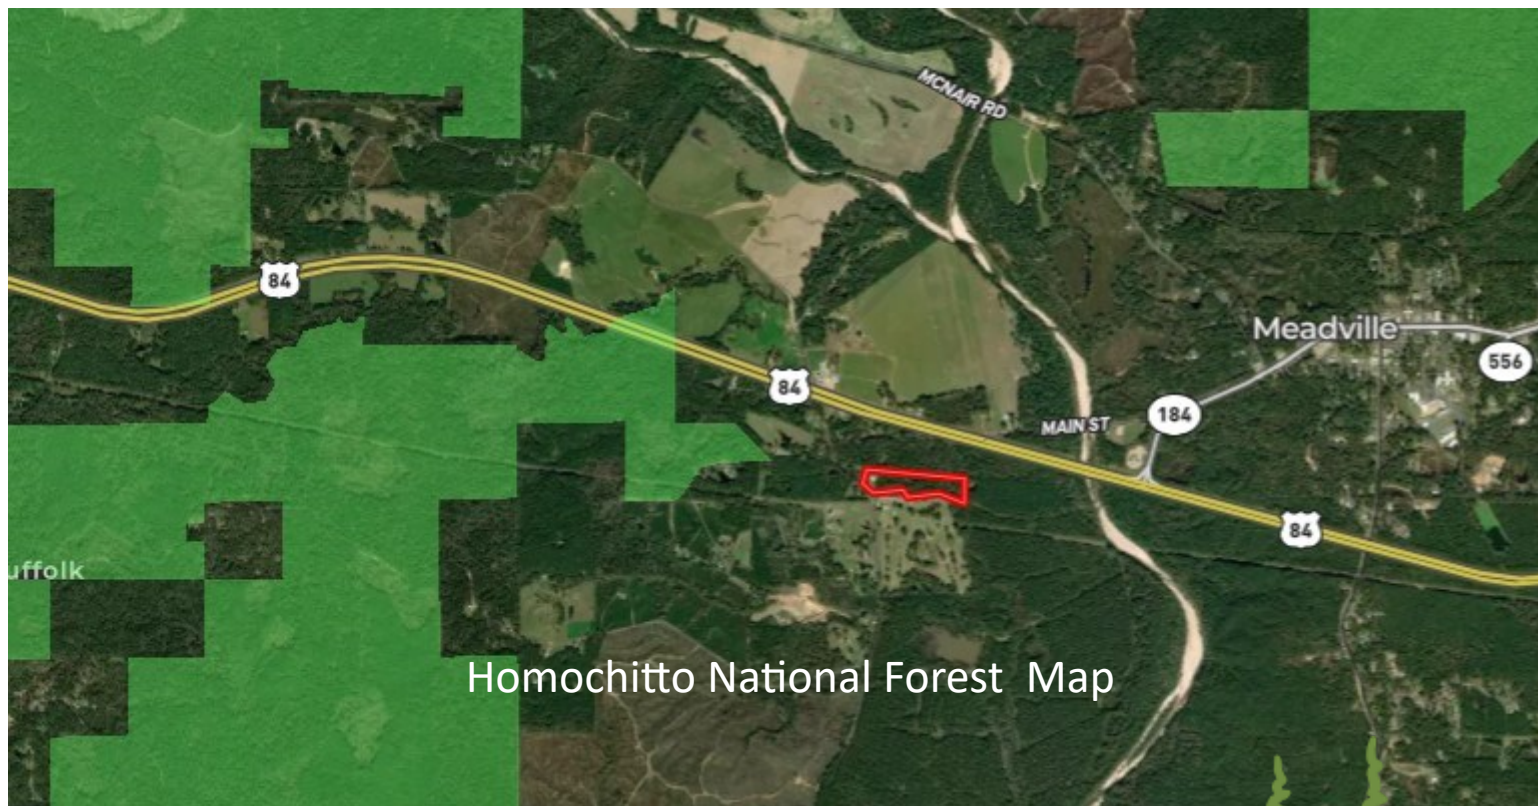 MCNAIR RD
84
Meadville
556
84
184
MAIN ST
84
uffolk
Homochitto National Forest  Map